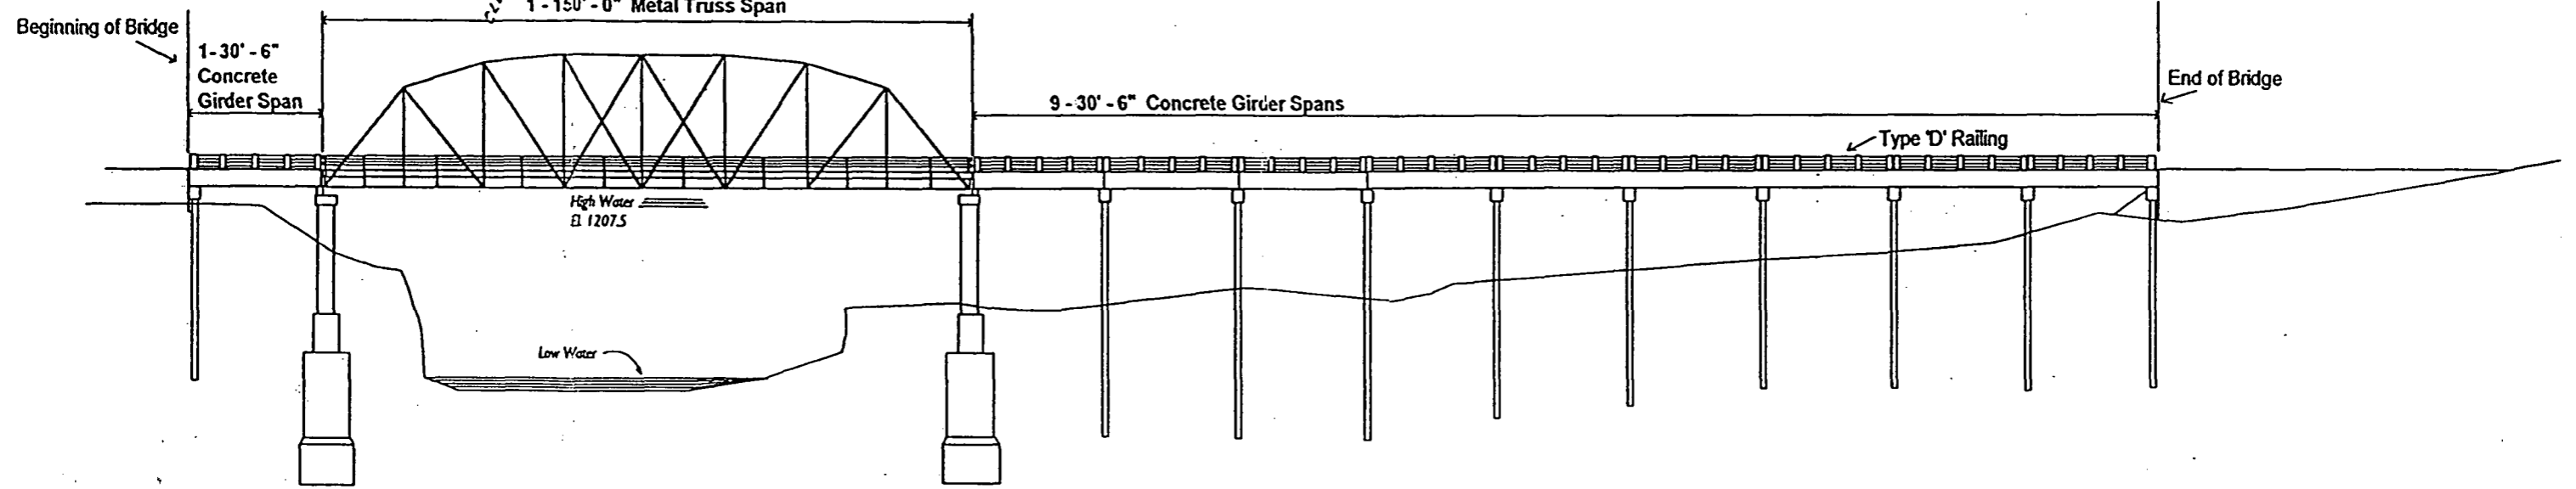 1 - 150' - 0" Metal Truss Span
Beginning of Bridge
1 - 30' - 6"
Concrete
Girder Span
End of Bridge
9 - 30' - 6" Concrete Girder Spans
Type 'D' Railing
High Water
El 1207.5
Low Water